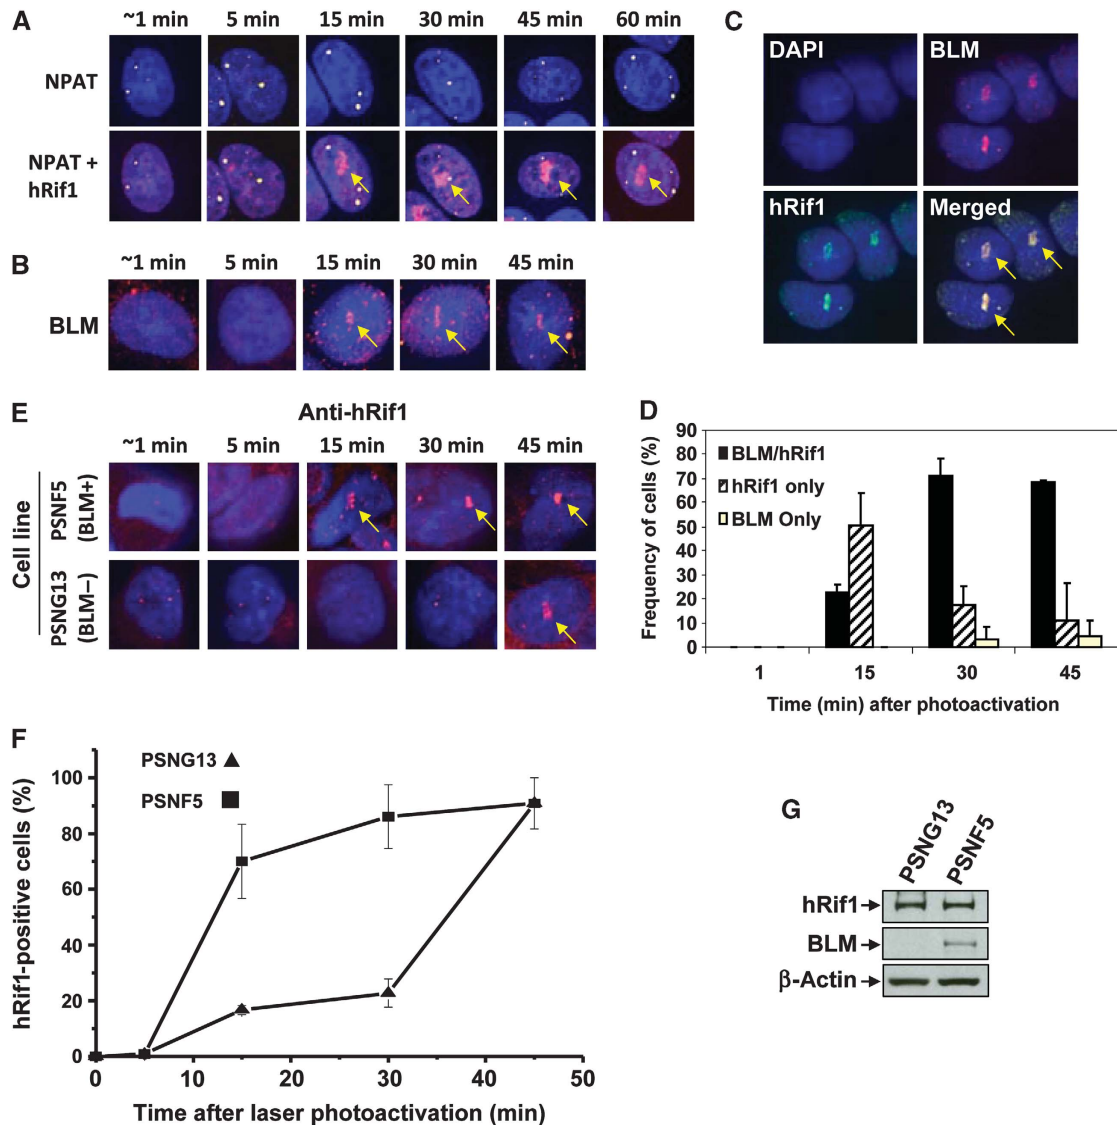 A
~1 min 5 min 15 min 30 min 45 min 60 min
NPAT
NPAT +
hRif1
B
~1 min 5 min 15 min 30 min 45 min
BLM
C
DAPI BLM
hRif1 Merged
D
Frequency of cells (%)
90
80
70
60
50
40
30
20
10
0
BLM/hRif1
hRif1 only
BLM Only
1 15 30 45
Time (min) after photoactivation
E
Anti-hRif1
~1 min 5 min 15 min 30 min 45 min
Cell line
PSNF5
(BLM+)
PSNG13
(BLM−)
F
PSNG13
PSNF5
hRif1-positive cells (%)
100
80
60
40
20
0
0 10 20 30 40 50
Time after laser photoactivation (min)
G
PSNG13
PSNF5
hRif1
BLM
β-Actin